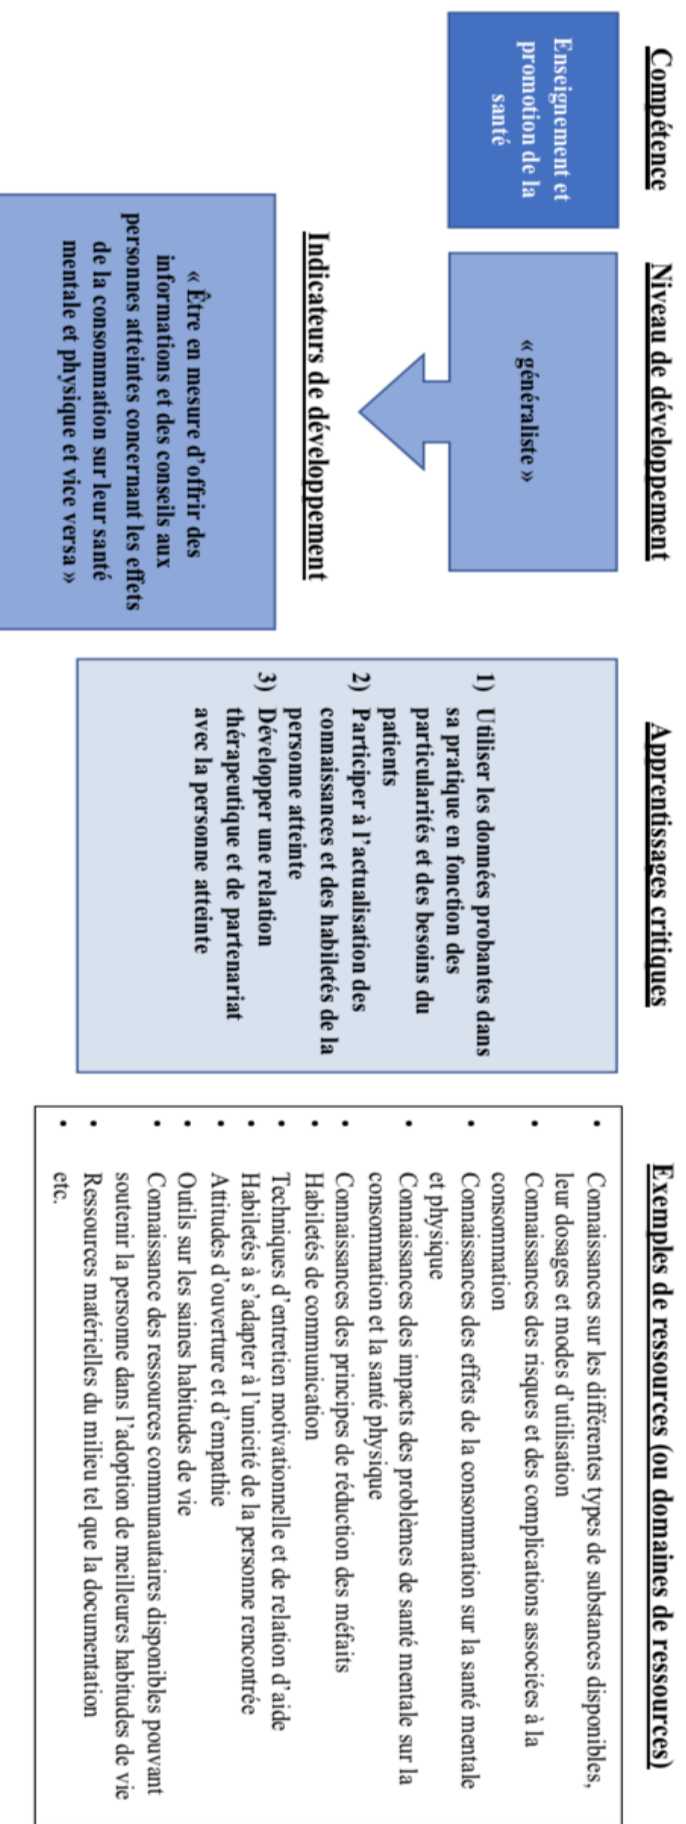 Compétence
Enseignement et
promotion de la
santé
Niveau de développement
« généraliste »
Indicateurs de développement
« Être en mesure d'offrir des
informations et des conseils aux
personnes atteintes concernant les effets
de la consommation sur leur santé
mentale et physique et vice versa »
Apprentissages critiques
1) Utiliser les données probantes dans
sa pratique en fonction des
particularités et des besoins du
patients
2) Participer à l'actualisation des
connaissances et des habiletés de la
personne atteinte
3) Développer une relation
thérapeutique et de partenariat
avec la personne atteinte
Exemples de ressources (ou domaines de ressources)
• Connaissances sur les différentes types de substances disponibles,
leur dosages et modes d'utilisation
• Connaissances des risques et des complications associées à la
consommation
• Connaissances des effets de la consommation sur la santé mentale
et physique
• Connaissances des impacts des problèmes de santé mentale sur la
consommation et la santé physique
• Connaissances des principes de réduction des méfaits
• Habiletés de communication
• Techniques d'entretien motivationnelle et de relation d'aide
• Habiletés à s'adapter à l'unicité de la personne rencontrée
• Attitudes d'ouverture et d'empathie
• Outils sur les saines habitudes de vie
• Connaissance des ressources communautaires disponibles pouvant
soutenir la personne dans l'adoption de meilleures habitudes de vie
• Ressources matérielles du milieu tel que la documentation
• etc.